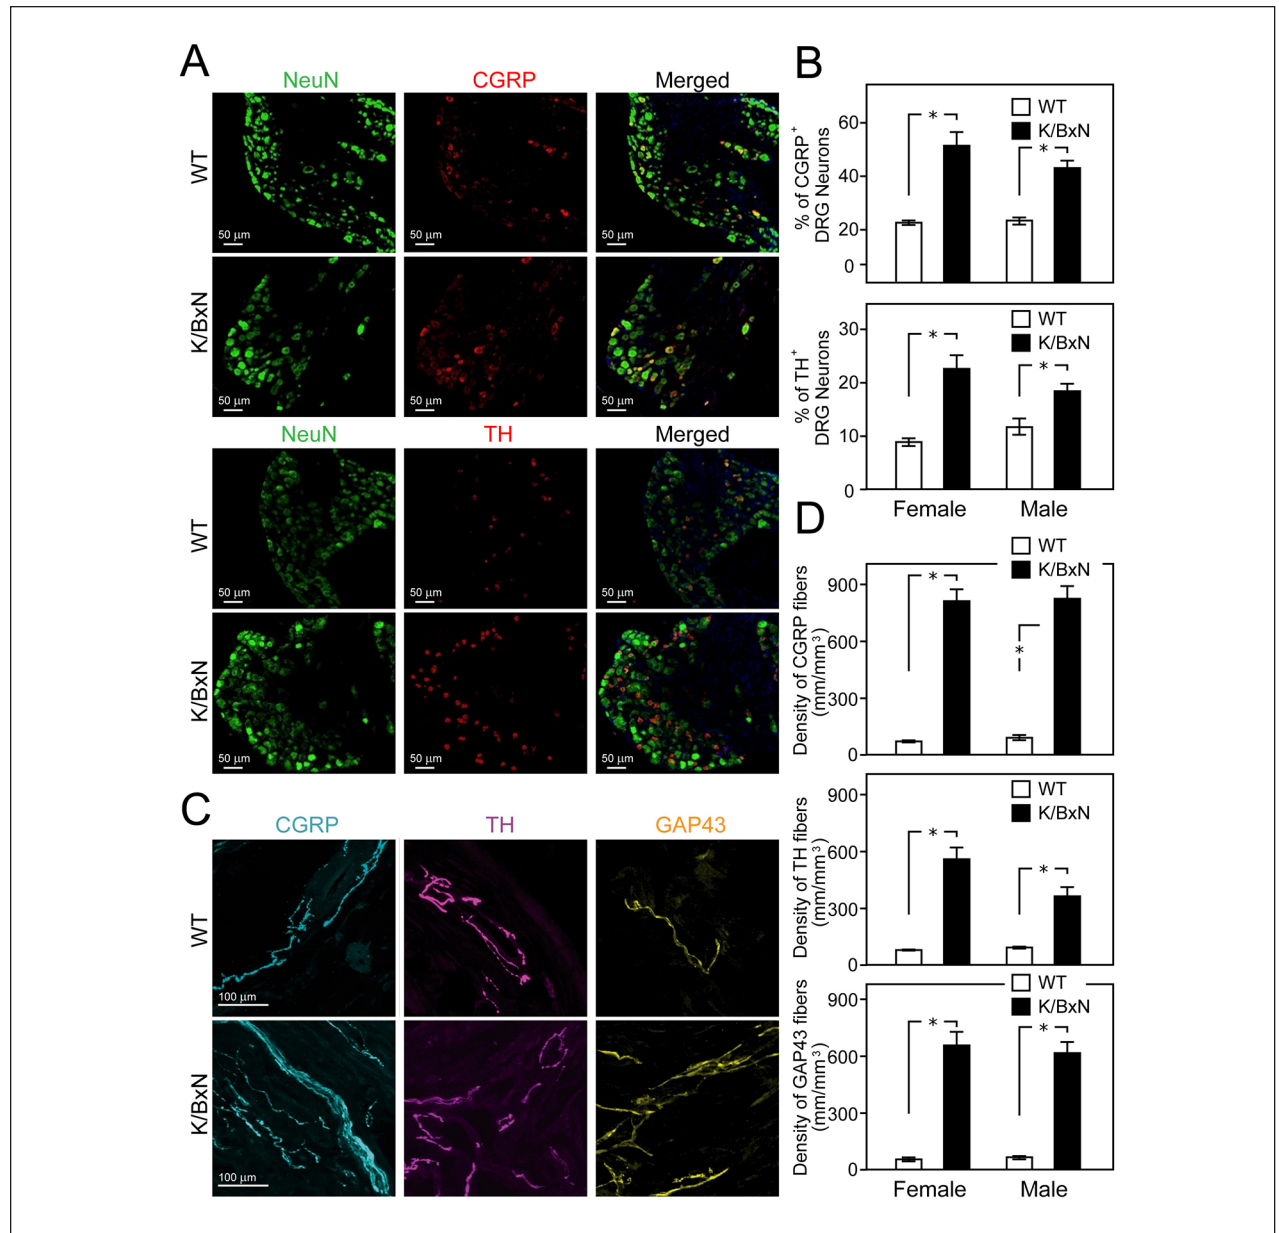 A
NeuN CGRP Merged
WT
50 μm 50 μm 50 μm
K/BxN
50 μm 50 μm 50 μm
NeuN TH Merged
WT
50 μm 50 μm 50 μm
K/BxN
50 μm 50 μm 50 μm
B
% of CGRP+
DRG Neurons
60
40
20
0
WT
K/BxN
*
*
% of TH+
DRG Neurons
30
20
10
0
WT
K/BxN
*
*
Female Male
C
CGRP TH GAP43
WT
100 μm
K/BxN
100 μm
D
Density of CGRP fibers
(mm/mm3)
900
600
300
0
WT
K/BxN
*
*
Density of TH fibers
(mm/mm3)
900
600
300
0
WT
K/BxN
*
*
Density of GAP43 fibers
(mm/mm3)
900
600
300
0
WT
K/BxN
*
*
Female Male